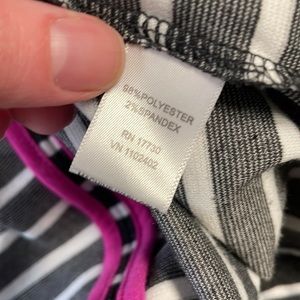 98%POLYESTER
2%SPANDEX
RN 17730
VN 1102402